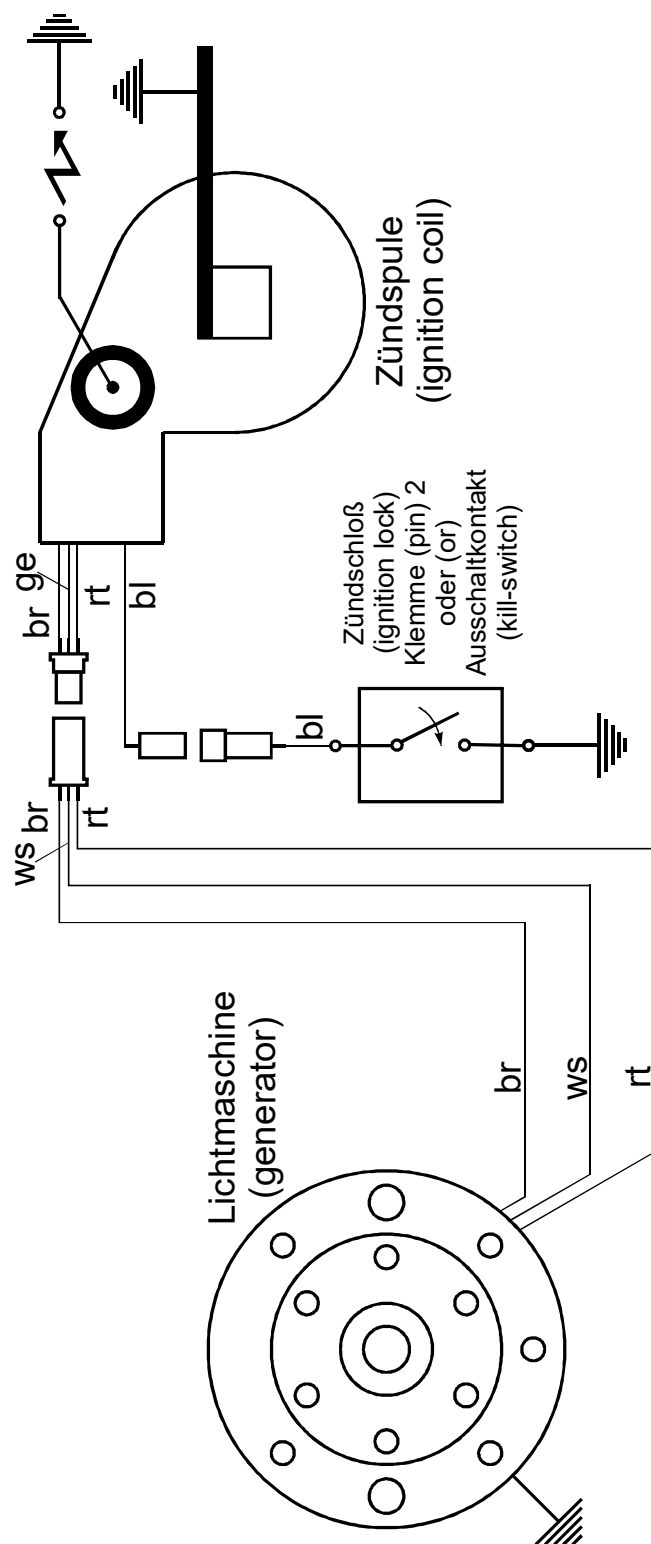 Zündspule
(ignition coil)
br
ge
rt
bl
Zündschloß
(ignition lock)
Klemme (pin) 2
oder (or)
Ausschaltkontakt
(kill-switch)
bl
ws
br
rt
Lichtmaschine
(generator)
br
ws
rt